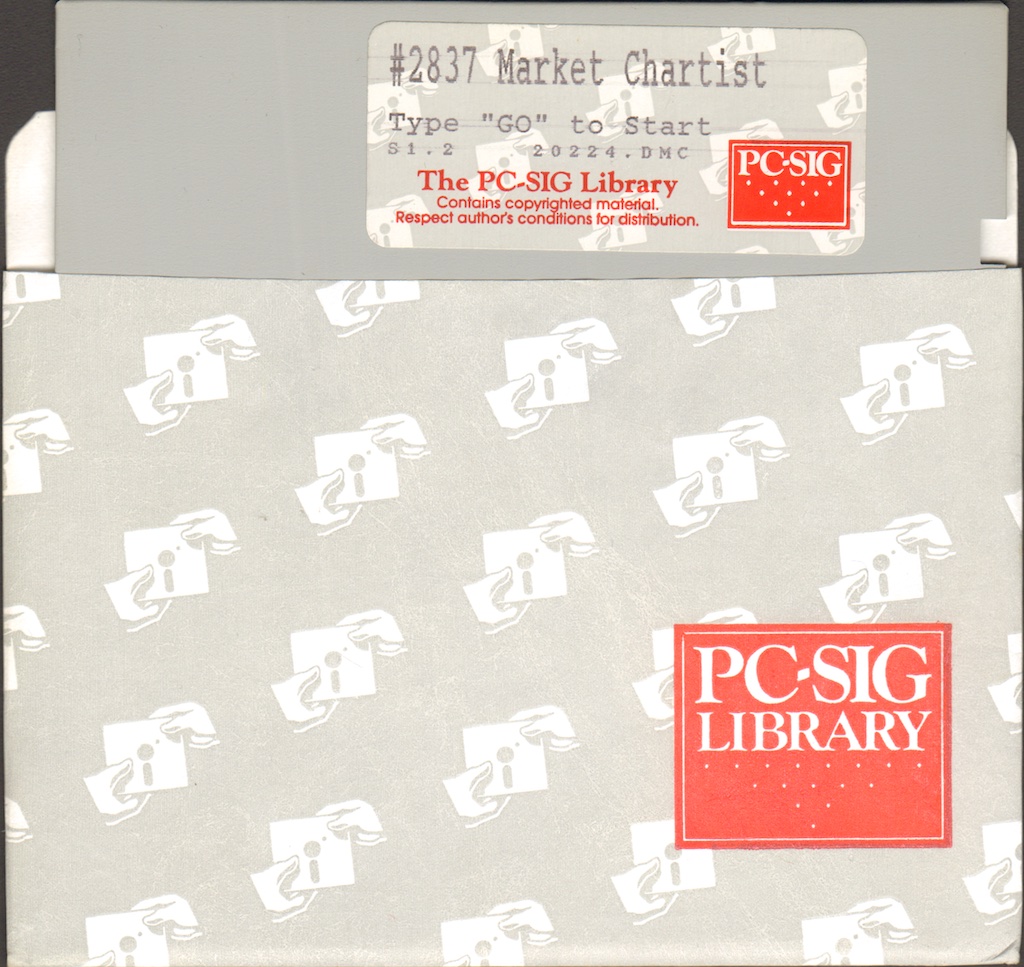 #2837 Market Chartist
Type "GO" to Start
S1.2 20224.DMC
The PC-SIG Library
Contains copyrighted material.
Respect author's conditions for distribution.
PC-SIG
PC-SIG
LIBRARY